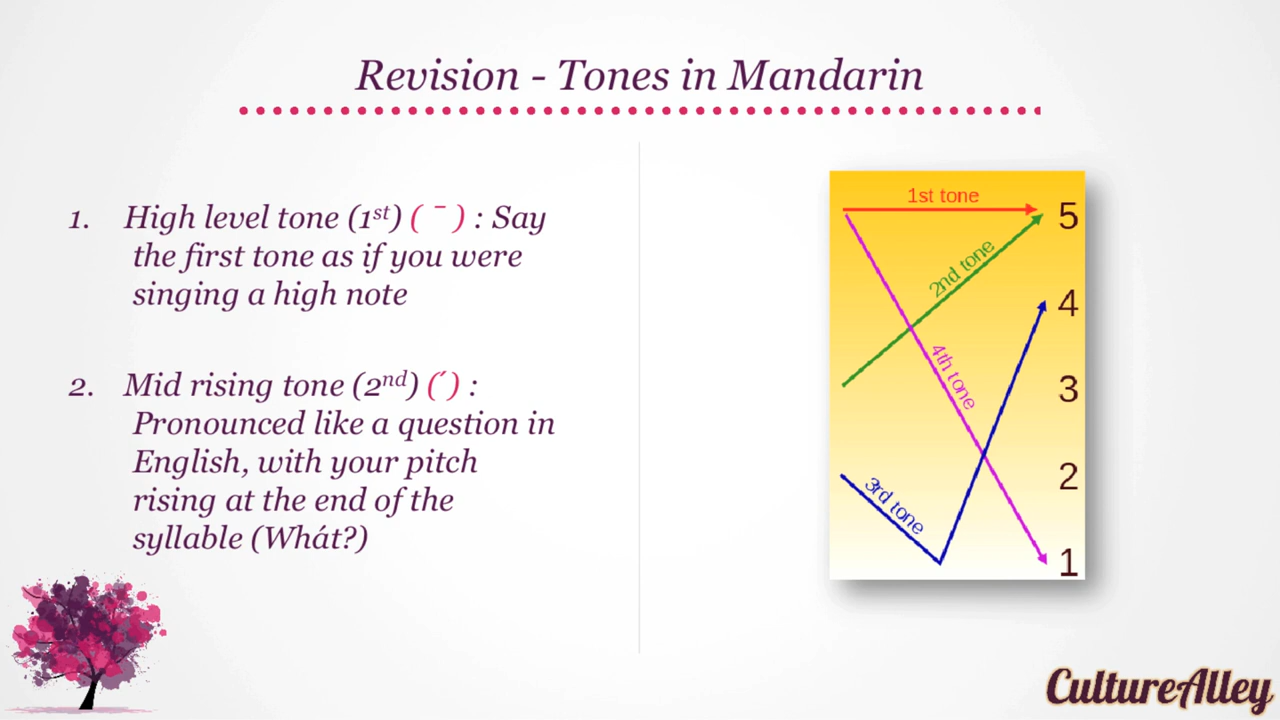 Revision - Tones in Mandarin
1. High level tone (1st) ( ¯ ) : Say
the first tone as if you were
singing a high note
2. Mid rising tone (2nd) (´) :
Pronounced like a question in
English, with your pitch
rising at the end of the
syllable (Whát?)
1st tone
2nd tone
4th tone
3rd tone
5
4
3
2
1
CultureAlley